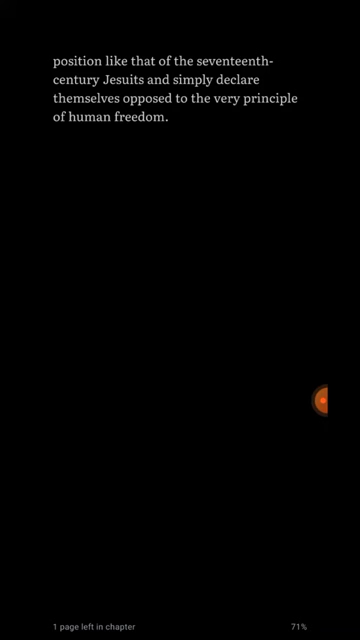 position like that of the seventeenth-
century Jesuits and simply declare
themselves opposed to the very principle
of human freedom.
1 page left in chapter
71%